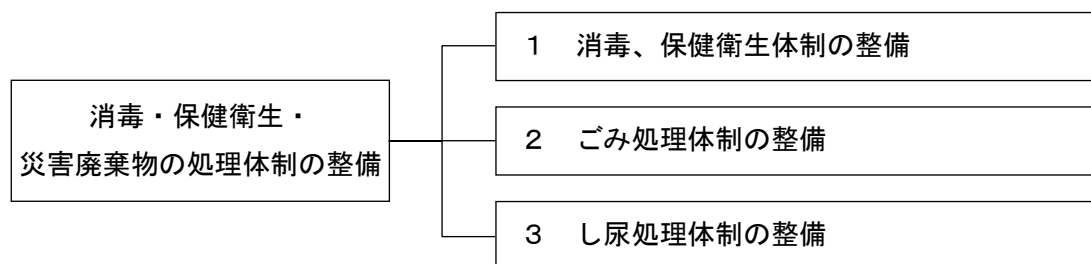 消毒・保健衛生・
災害廃棄物の処理体制の整備
１　消毒、保健衛生体制の整備
２　ごみ処理体制の整備
３　し尿処理体制の整備